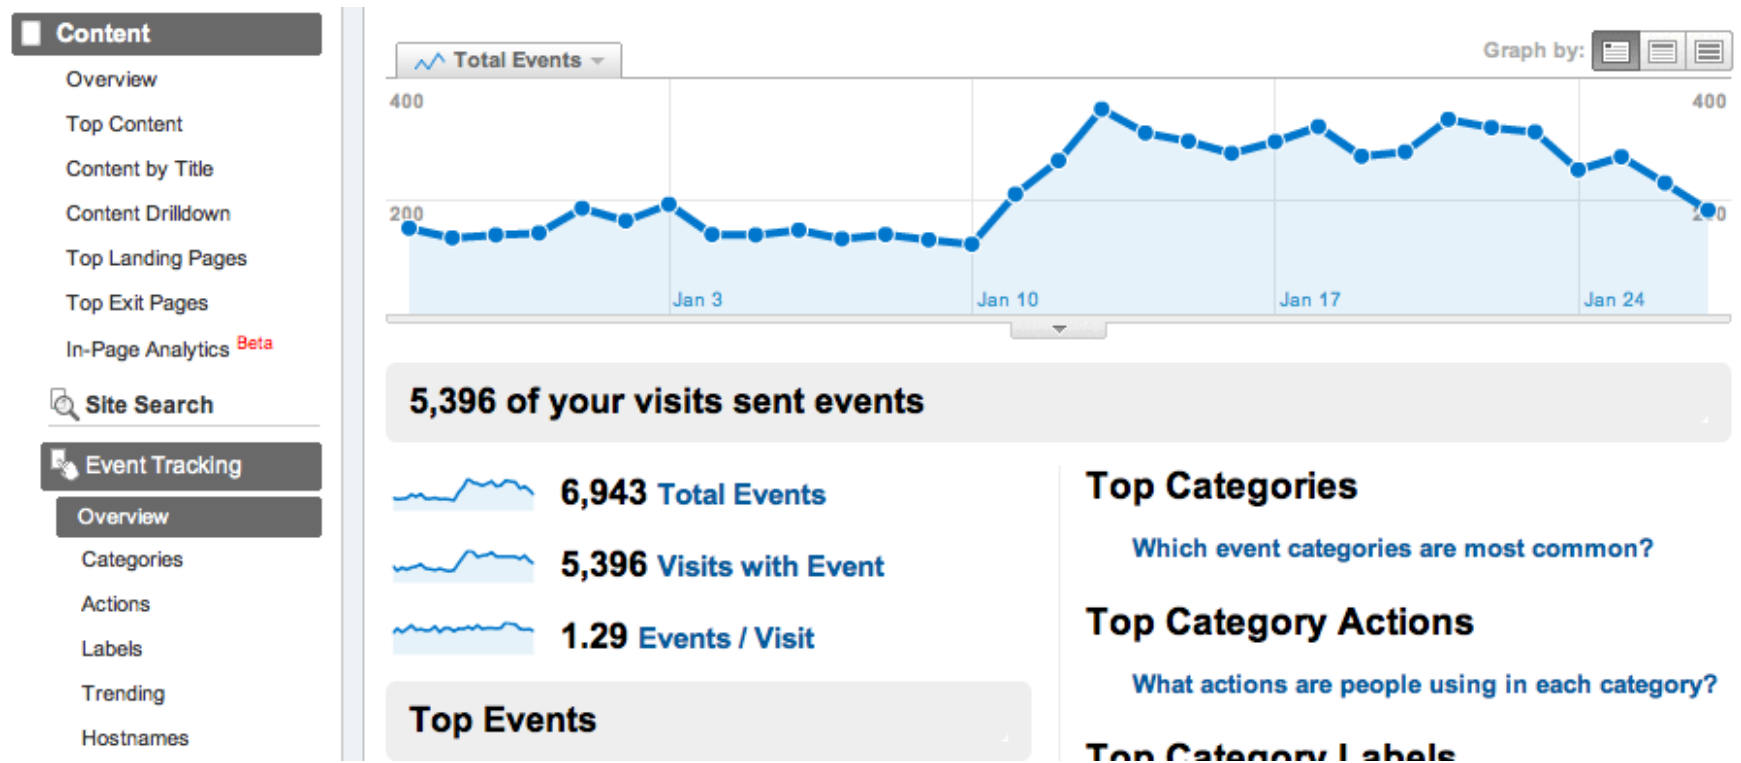 Content
Overview
Top Content
Content by Title
Content Drilldown
Top Landing Pages
Top Exit Pages
In-Page Analytics Beta
Site Search
Event Tracking
Overview
Categories
Actions
Labels
Trending
Hostnames
Total Events
Graph by:
400
400
200
Jan 3
Jan 10
Jan 17
Jan 24
5,396 of your visits sent events
6,943 Total Events
5,396 Visits with Event
1.29 Events / Visit
Top Events
Top Categories
Which event categories are most common?
Top Category Actions
What actions are people using in each category?
Top Category Labels